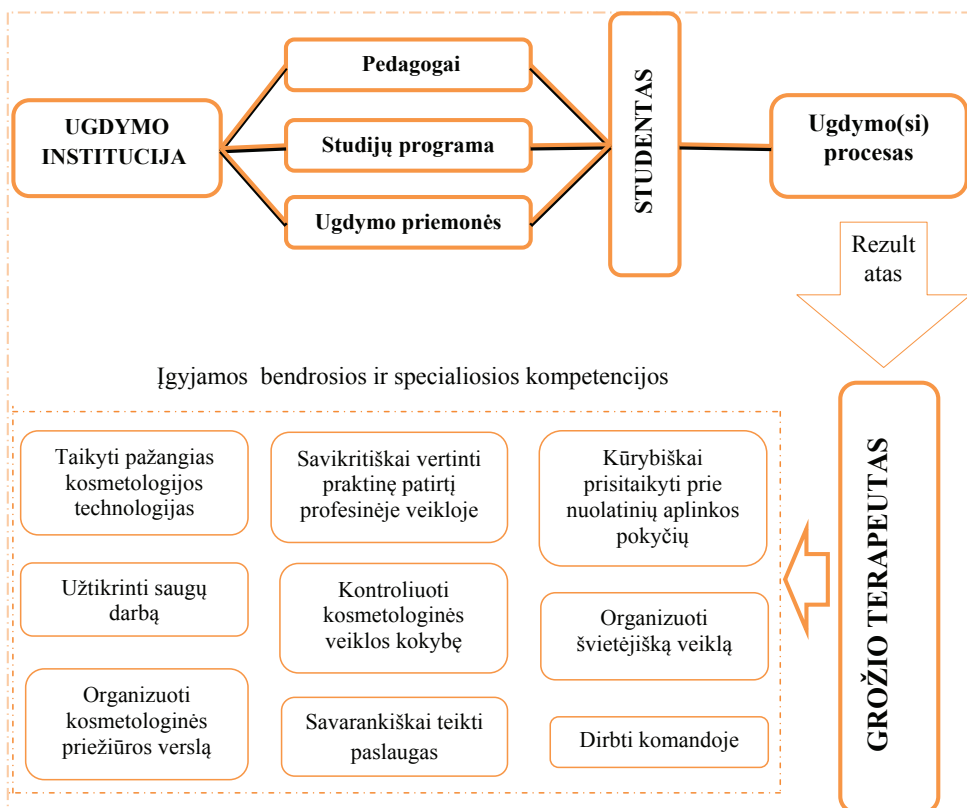 UGDYMO
INSTITUCIJA
Pedagogai
Studijų programa
Ugdymo priemonės
STUDENTAS
Ugdymo(si)
procesas
Rezult
atas
Įgyjamos bendrosios ir specialiosios kompetencijos
Taikyti pažangias
kosmetologijos
technologijas
Savikritiškai vertinti
praktinę patirtį
profesinėje veikloje
Kūrybiškai
prisitaikyti prie
nuolatinių aplinkos
pokyčių
Užtikrinti saugų
darbą
Kontroliuoti
kosmetologinės
veiklos kokybę
Organizuoti
švietėjišką veiklą
Organizuoti
kosmetologinės
priežiūros verslą
Savarankiškai teikti
paslaugas
Dirbti komandoje
GROŽIO TERAPEUTAS